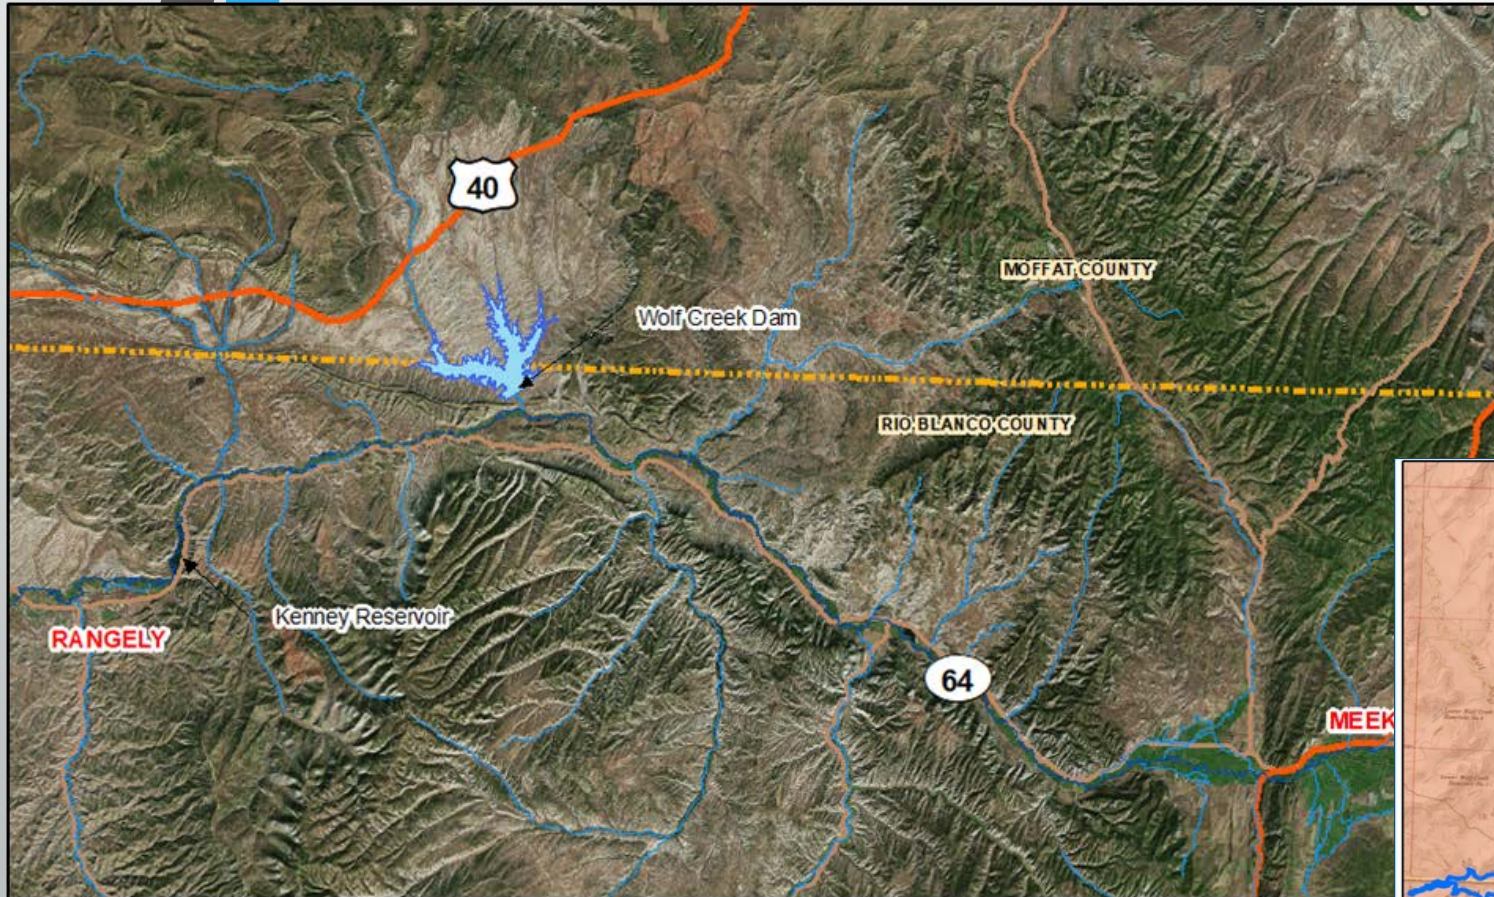 40
MOFFAT COUNTY
Wolf Creek Dam
RIO BLANCO COUNTY
Kenney Reservoir
RANGELY
64
MEEK